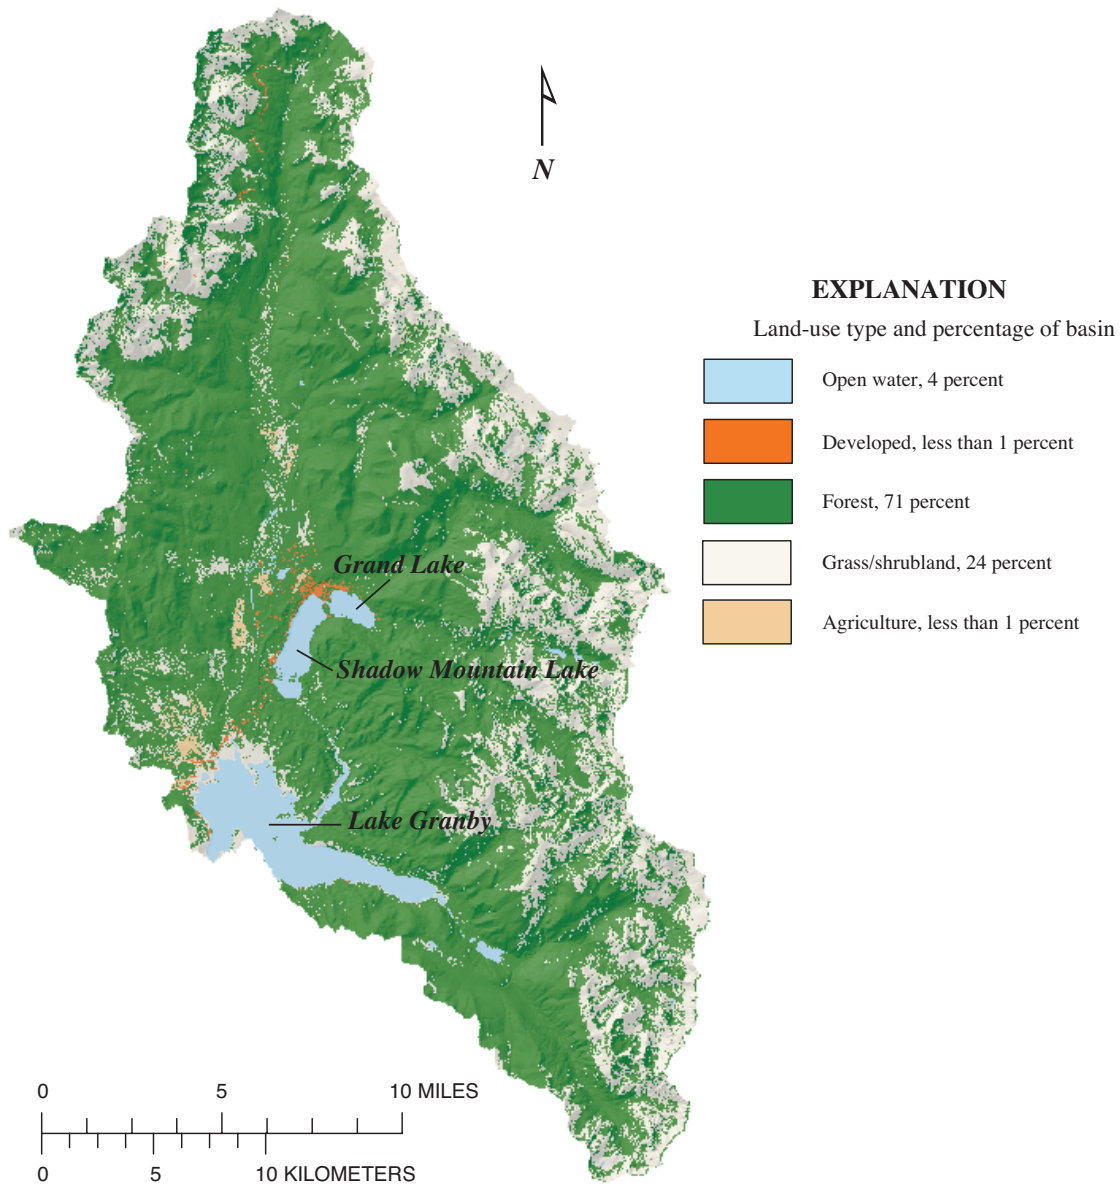 N
EXPLANATION
Land-use type and percentage of basin
Open water, 4 percent
Developed, less than 1 percent
Forest, 71 percent
Grass/shrubland, 24 percent
Agriculture, less than 1 percent
Grand Lake
Shadow Mountain Lake
Lake Granby
0 5 10 MILES
0 5 10 KILOMETERS